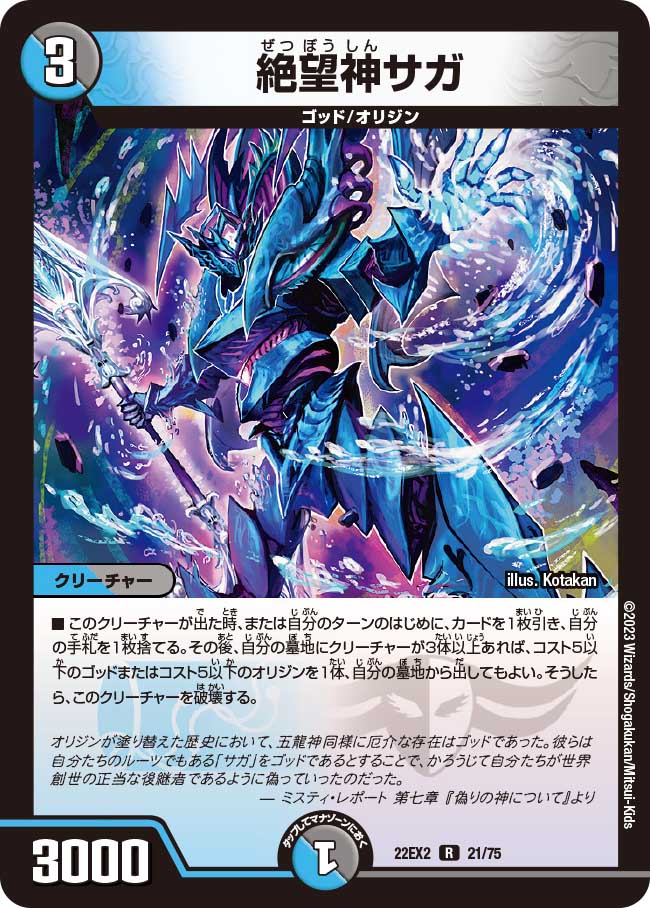 3
ぜつ ぼう しん
絶望神サガ
ゴッド/オリジン
クリーチャー
illus. Kotakan
■ このクリーチャーが出た時、または自分のターンのはじめに、カードを1枚引き、自分
の手札を1枚捨てる。その後、自分の墓地にクリーチャーが3体以上あれば、コスト5以
下のゴッドまたはコスト5以下のオリジンを1体、自分の墓地から出してもよい。そうした
ら、このクリーチャーを破壊する。
オリジンが塗り替えた歴史において、五龍神同様に厄介な存在はゴッドであった。彼らは
自分たちのルーツでもある「サガ」をゴッドであるとすることで、かろうじて自分たちが世界
創世の正当な後継者であるように偽っていたのだった。
― ミスティ・レポート 第七章 『偽りの神について』より
©2023 Wizards/Shogakukan/Mitsui-Kids
タップしてマナゾーンにおく
1
3000
22EX2 R 21/75